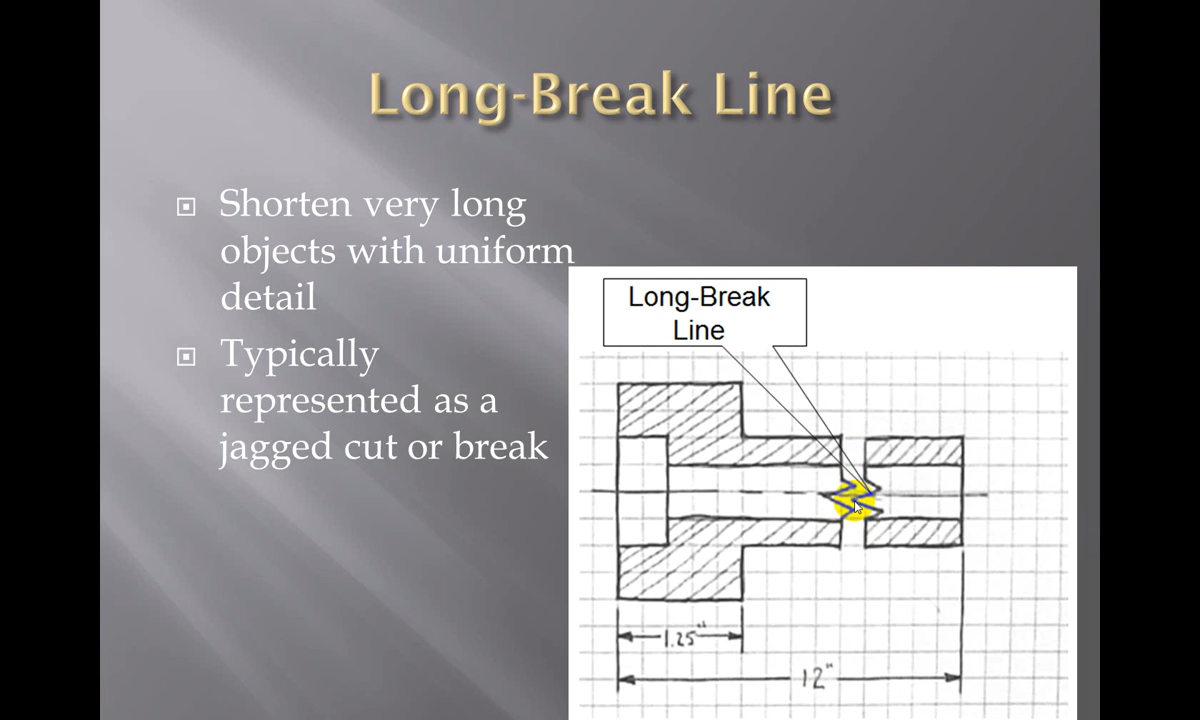 Long-Break Line
Shorten very long
objects with uniform
detail
Typically
represented as a
jagged cut or break
Long-Break
Line
1.25"
12"